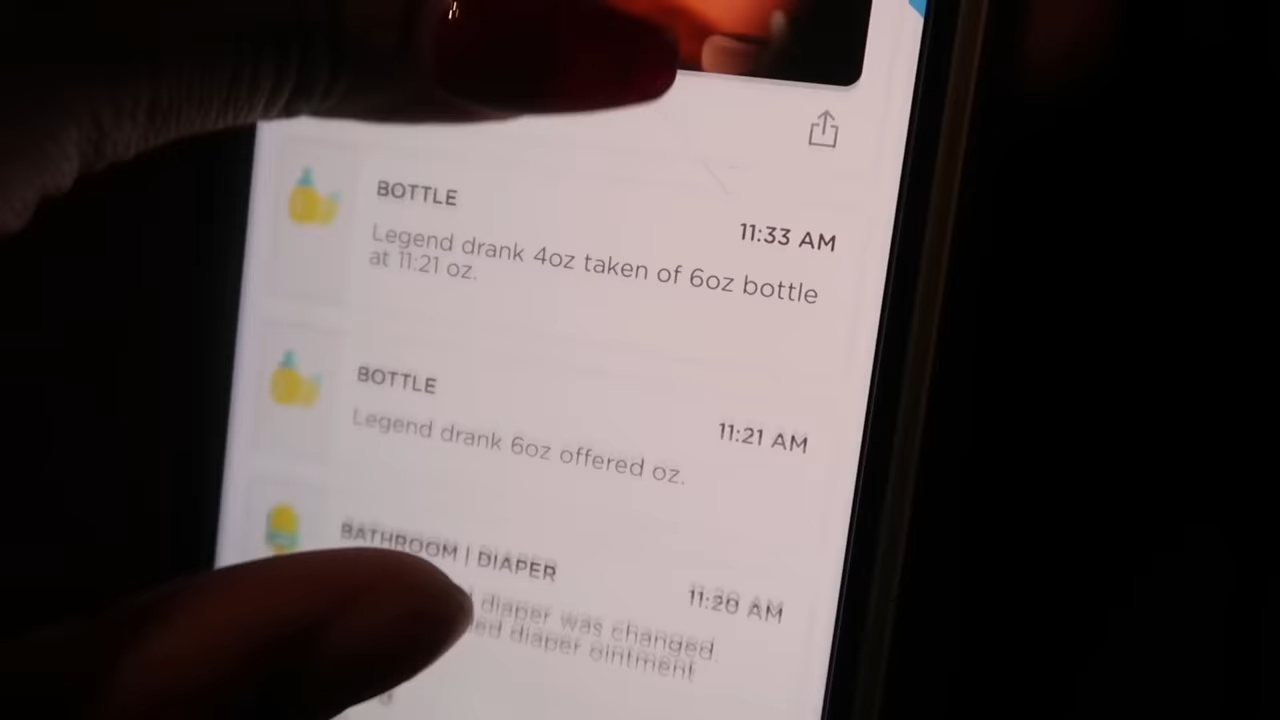 BOTTLE
11:33 AM
Legend drank 4oz taken of 6oz bottle
at 11:21 oz.
BOTTLE
11:21 AM
Legend drank 6oz offered oz.
BATHROOM | DIAPER
11:20 AM
diaper was changed.
diaper ointment